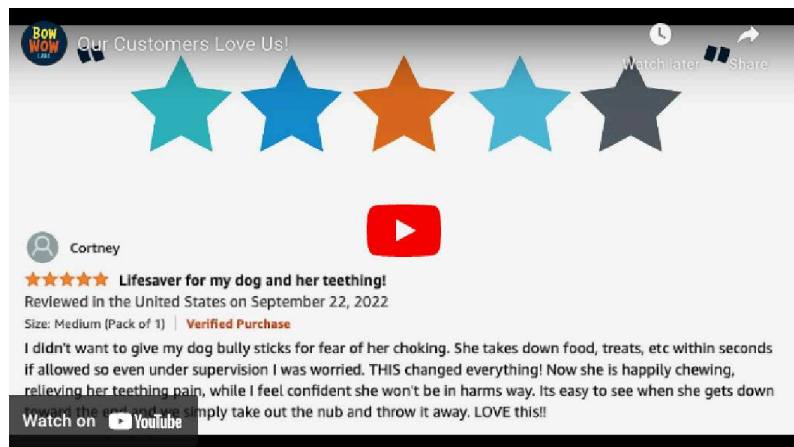 BOW
WOW
LABS
Our Customers Love Us!
Watch later
Share
Cortney
Lifesaver for my dog and her teething!
Reviewed in the United States on September 22, 2022
Size: Medium (Pack of 1) | Verified Purchase
I didn't want to give my dog bully sticks for fear of her choking. She takes down food, treats, etc within seconds
if allowed so even under supervision I was worried. THIS changed everything! Now she is happily chewing,
relieving her teething pain, while I feel confident she won't be in harms way. Its easy to see when she gets down
toward the end and we simply take out the nub and throw it away. LOVE this!!
Watch on YouTube